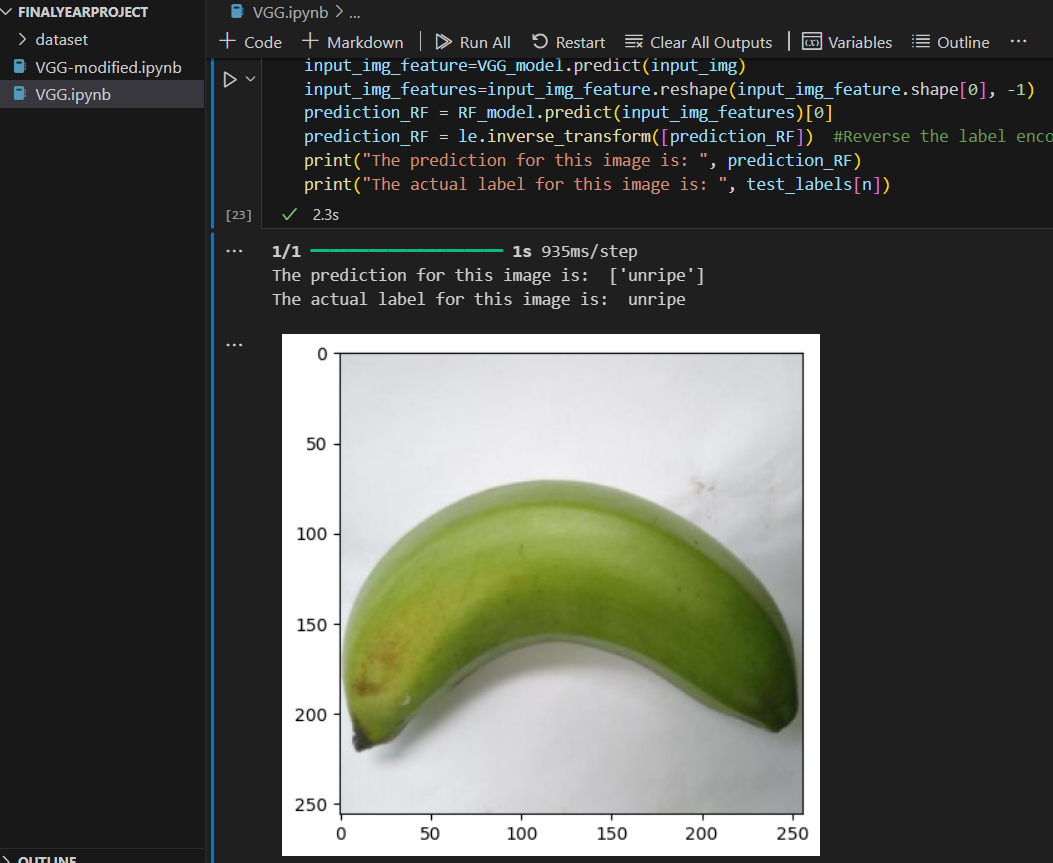 FINALYEARPROJECT
dataset
VGG-modified.ipynb
VGG.ipynb
VGG.ipynb > ...
+ Code + Markdown Run All Restart Clear All Outputs Variables Outline ...
input_img_feature=VGG_model.predict(input_img)
input_img_features=input_img_feature.reshape(input_img_feature.shape[0], -1)
prediction_RF = RF_model.predict(input_img_features)[0]
prediction_RF = le.inverse_transform([prediction_RF])  #Reverse the label enco
print("The prediction for this image is: ", prediction_RF)
print("The actual label for this image is: ", test_labels[n])
[23] 2.3s
1/1 1s 935ms/step
The prediction for this image is:  ['unripe']
The actual label for this image is:  unripe
0
50
100
150
200
250
0 50 100 150 200 250
OUTLINE